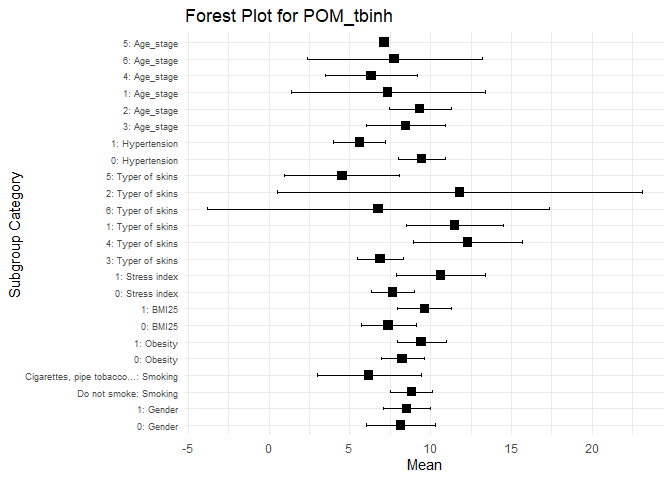 Forest Plot for POM_tbinh
5: Age_stage
6: Age_stage
4: Age_stage
1: Age_stage
2: Age_stage
3: Age_stage
1: Hypertension
0: Hypertension
5: Typer of skins
2: Typer of skins
6: Typer of skins
1: Typer of skins
4: Typer of skins
3: Typer of skins
1: Stress index
0: Stress index
1: BMI25
0: BMI25
1: Obesity
0: Obesity
Cigarettes, pipe tobacco...: Smoking
Do not smoke: Smoking
1: Gender
0: Gender
Subgroup Category
-5 0 5 10 15 20
Mean